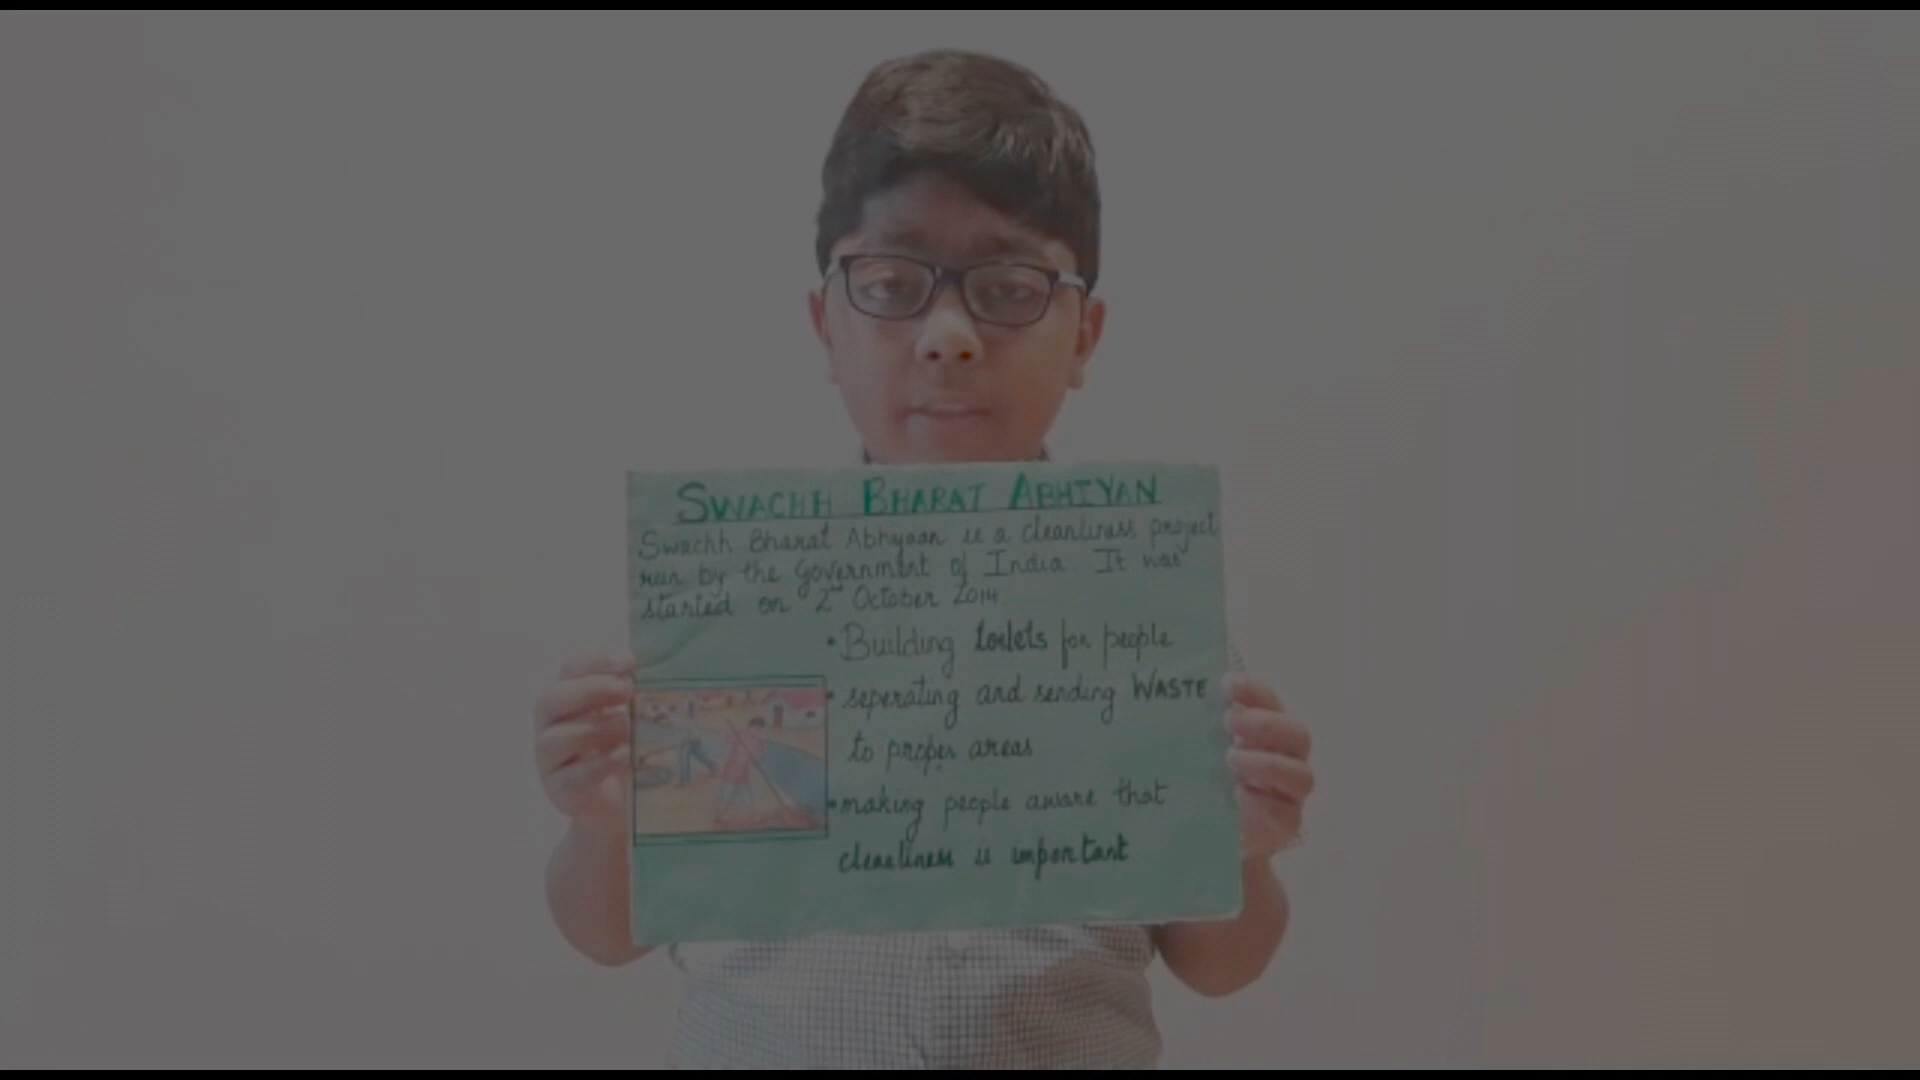 SWACHH BHARAT ABHIYAN
Swachh Bharat Abhyaan is a cleanliness project
run by the Government of India. It was
started on 2nd October 2014
• Building toilets for people
• seperating and sending WASTE
to proper areas
• making people aware that
cleanliness is important